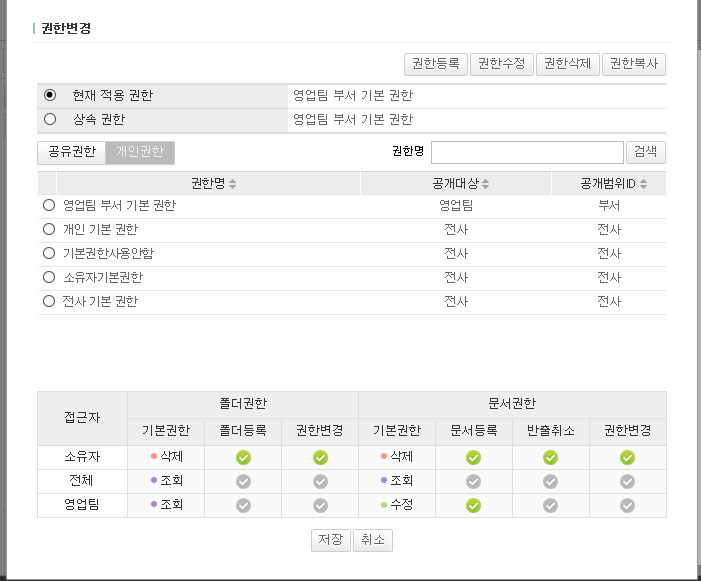 권한변경
권한등록 권한수정 권한삭제 권한복사
현재 적용 권한 영업팀 부서 기본 권한
상속 권한 영업팀 부서 기본 권한
공유권한 개인권한 권한명 검색
권한명 공개대상 공개범위ID
영업팀 부서 기본 권한 영업팀 부서
개인 기본 권한 전사 전사
기본권한사용안함 전사 전사
소유자기본권한 전사 전사
전사 기본 권한 전사 전사
접근자 폴더권한 문서권한
기본권한 폴더등록 권한변경 기본권한 문서등록 반출취소 권한변경
소유자 삭제 삭제
전체 조회 조회
영업팀 조회 수정
저장 취소